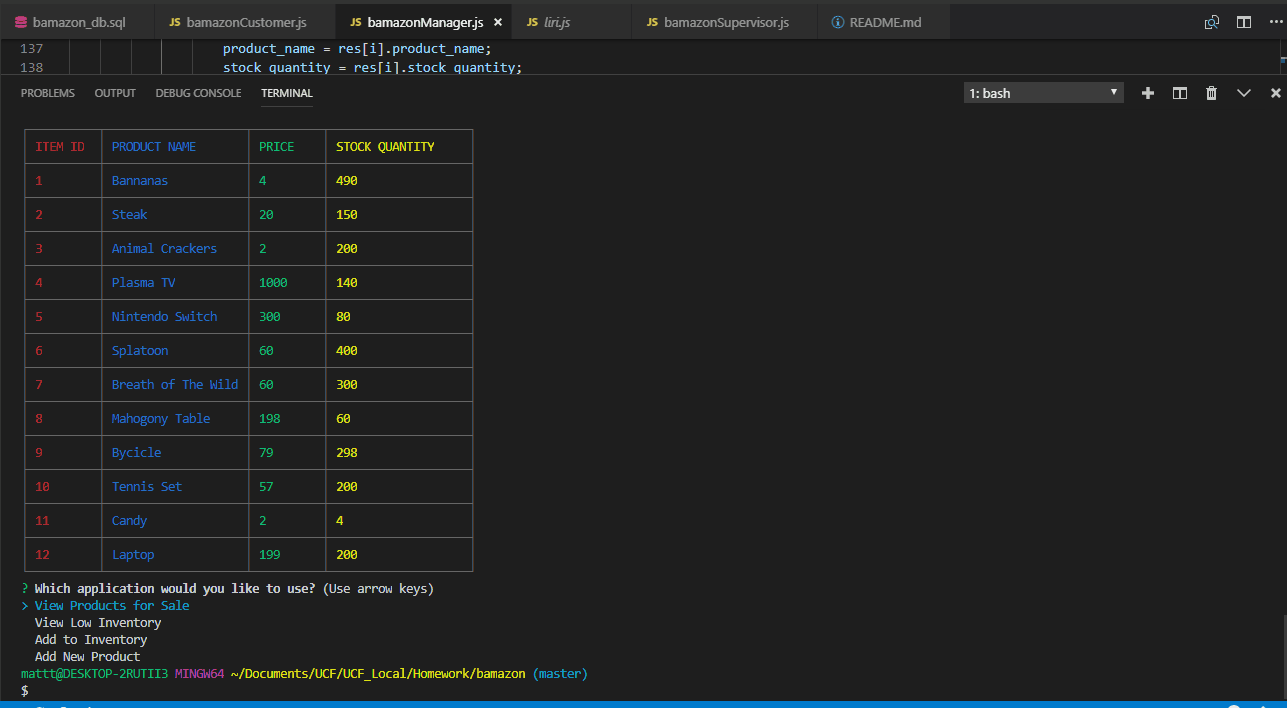 bamazon_db.sql JS bamazonCustomer.js JS bamazonManager.js × JS liri.js JS bamazonSupervisor.js README.md
137 product_name = res[i].product_name;
138 stock_quantity = res[i].stock_quantity;
PROBLEMS OUTPUT DEBUG CONSOLE TERMINAL 1: bash
ITEM ID PRODUCT NAME PRICE STOCK QUANTITY
1 Bannanas 4 490
2 Steak 20 150
3 Animal Crackers 2 200
4 Plasma TV 1000 140
5 Nintendo Switch 300 80
6 Splatoon 60 400
7 Breath of The Wild 60 300
8 Mahogony Table 198 60
9 Bycicle 79 298
10 Tennis Set 57 200
11 Candy 2 4
12 Laptop 199 200
? Which application would you like to use? (Use arrow keys)
> View Products for Sale
View Low Inventory
Add to Inventory
Add New Product
mattt@DESKTOP-2RUTII3 MINGW64 ~/Documents/UCF/UCF_Local/Homework/bamazon (master)
$